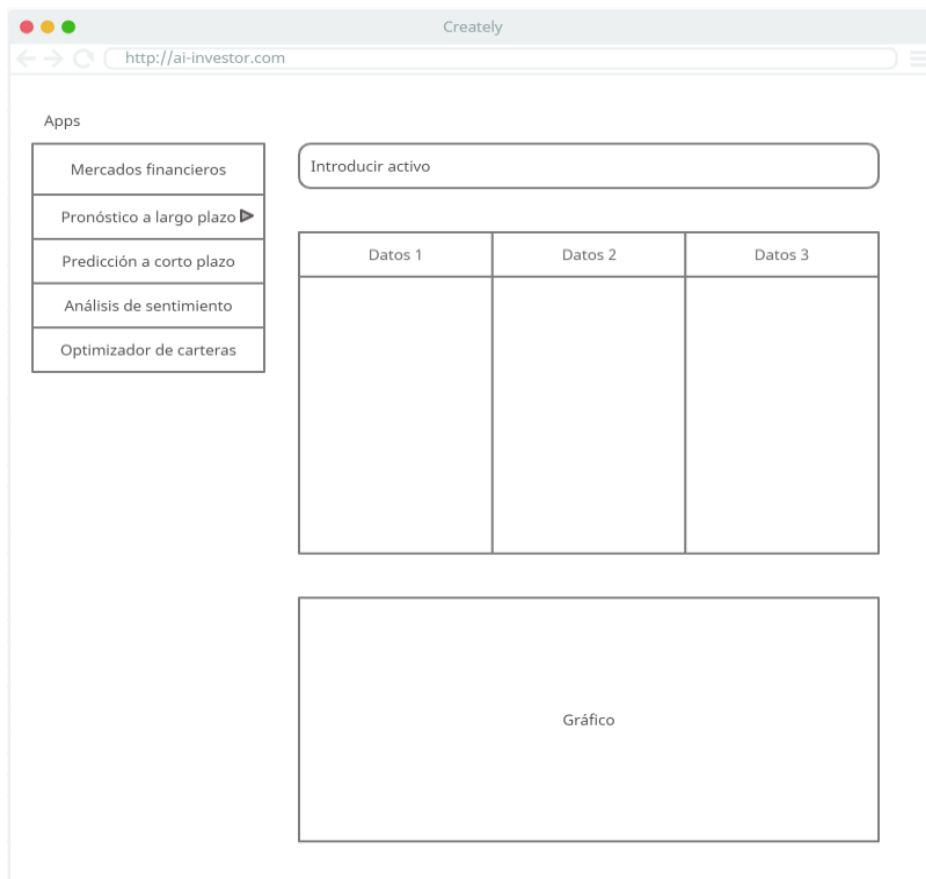 Creately
http://ai-investor.com
Apps
Mercados financieros
Pronóstico a largo plazo
Predicción a corto plazo
Análisis de sentimiento
Optimizador de carteras
Introducir activo
Datos 1 Datos 2 Datos 3
Gráfico